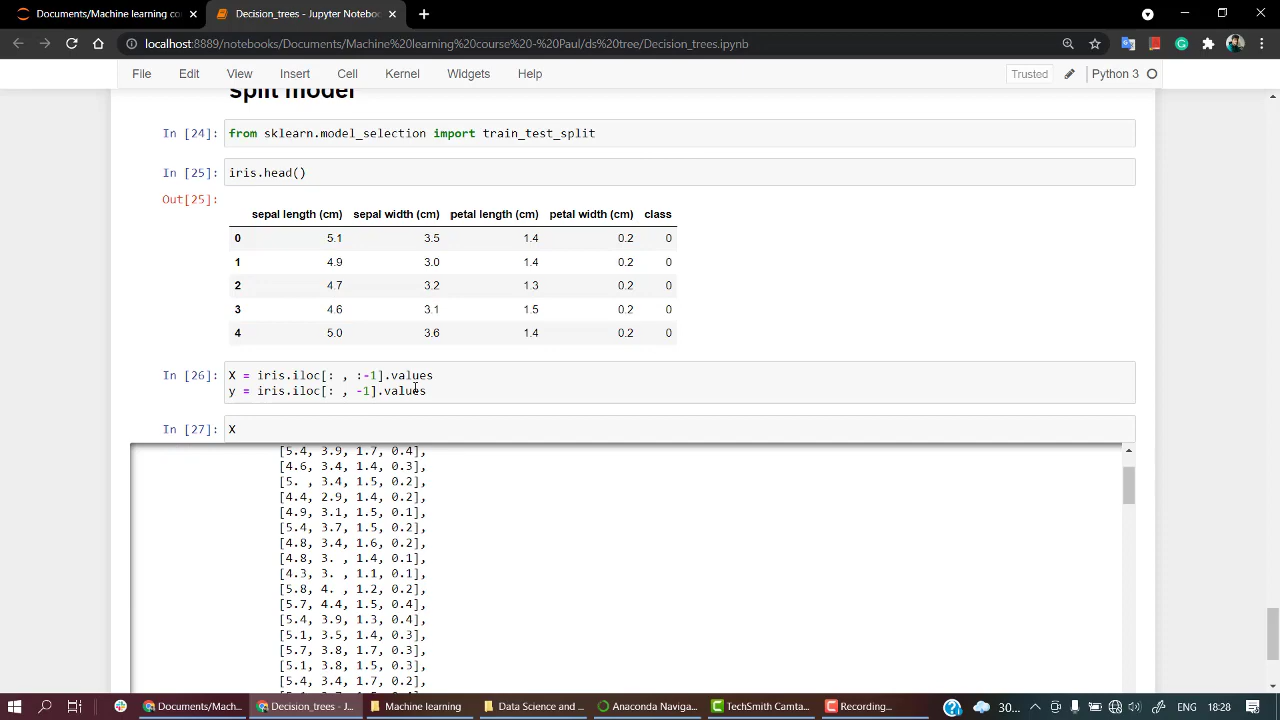 Documents/Machine learning co
Decision_trees - Jupyter Noteboo
localhost:8889/notebooks/Documents/Machine%20learning%20course%20-%20Paul/ds%20tree/Decision_trees.ipynb
File Edit View Insert Cell Kernel Widgets Help Trusted Python 3
split model
In [24]: from sklearn.model_selection import train_test_split
In [25]: iris.head()
Out[25]:
sepal length (cm) sepal width (cm) petal length (cm) petal width (cm) class
0 5.1 3.5 1.4 0.2 0
1 4.9 3.0 1.4 0.2 0
2 4.7 3.2 1.3 0.2 0
3 4.6 3.1 1.5 0.2 0
4 5.0 3.6 1.4 0.2 0
In [26]: X = iris.iloc[: , :-1].values
y = iris.iloc[: , -1].values
In [27]: X
[5.4, 3.9, 1.7, 0.4],
[4.6, 3.4, 1.4, 0.3],
[5. , 3.4, 1.5, 0.2],
[4.4, 2.9, 1.4, 0.2],
[4.9, 3.1, 1.5, 0.1],
[5.4, 3.7, 1.5, 0.2],
[4.8, 3.4, 1.6, 0.2],
[4.8, 3. , 1.4, 0.1],
[4.3, 3. , 1.1, 0.1],
[5.8, 4. , 1.2, 0.2],
[5.7, 4.4, 1.5, 0.4],
[5.4, 3.9, 1.3, 0.4],
[5.1, 3.5, 1.4, 0.3],
[5.7, 3.8, 1.7, 0.3],
[5.1, 3.8, 1.5, 0.3],
[5.4, 3.4, 1.7, 0.2],
Documents/Mach... Decision_trees - J... Machine learning Data Science and ... Anaconda Naviga... TechSmith Camta... Recording... 30... ENG 18:28